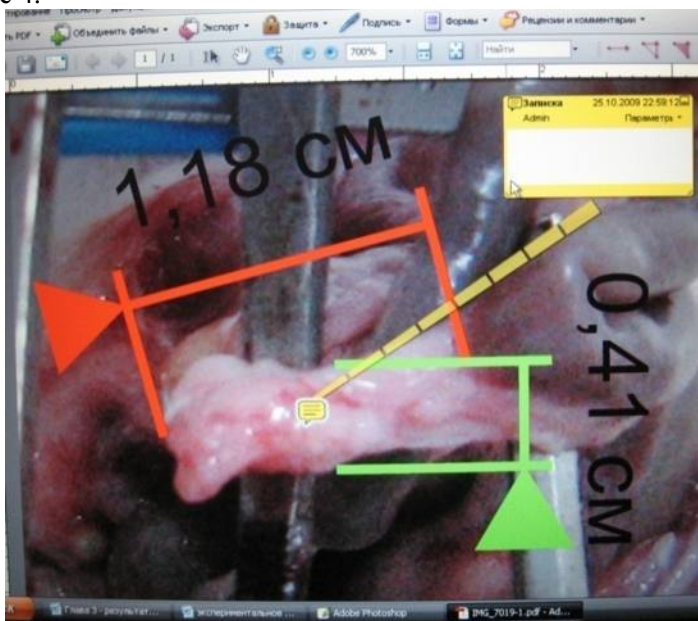 Объединить файлы
Экспорт
Защита
Подпись
Формы
Рецензии и комментарии
1 / 1
700%
Найти
Записка 25.10.2009 22:59:12
Admin Параметры
1,18 см
0,41 см
Глава 3 - результат...
экспериментальное ...
Adobe Photoshop
IMG_7019-1.pdf - Ad...